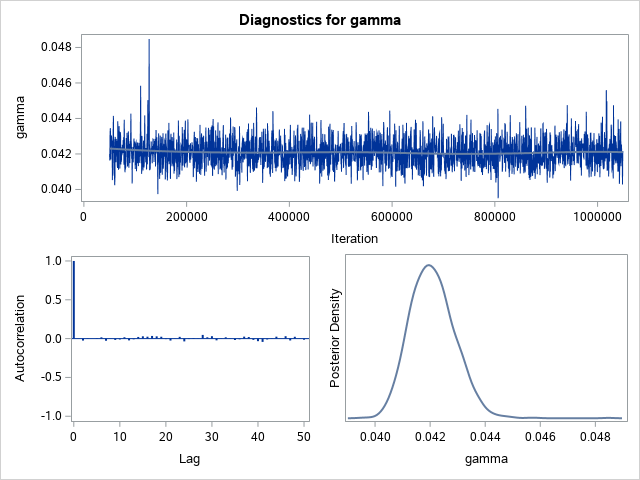 Diagnostics for gamma
0.048
0.046
0.044
0.042
0.040
gamma
0 200000 400000 600000 800000 1000000
Iteration
1.0
0.5
0.0
-0.5
-1.0
Autocorrelation
0 10 20 30 40 50
Lag
Posterior Density
0.040 0.042 0.044 0.046 0.048
gamma